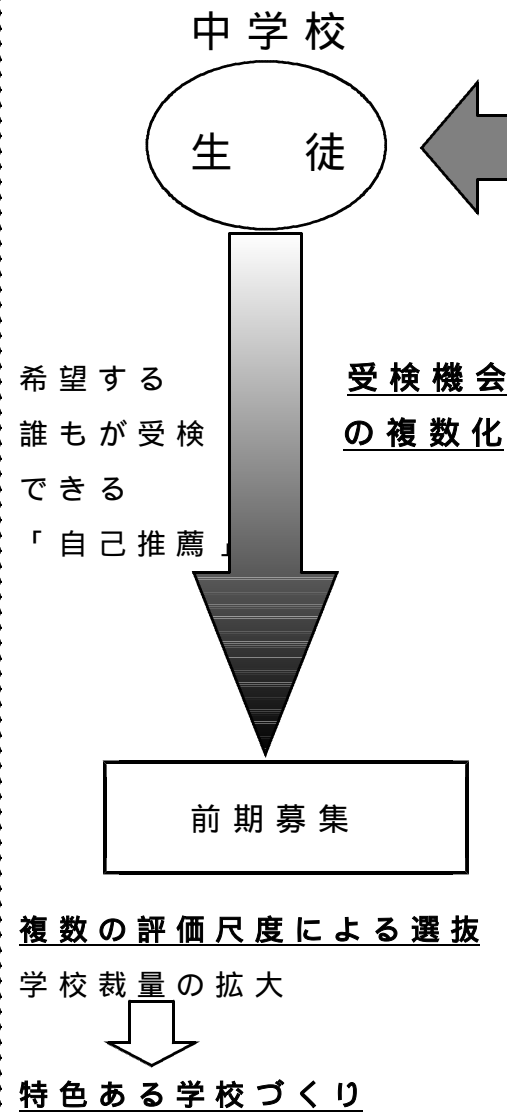 中学校
生　徒
希望する
誰もが受検
できる
「自己推薦」
受検機会
の複数化
前期募集
複数の評価尺度による選抜
学校裁量の拡大
特色ある学校づくり